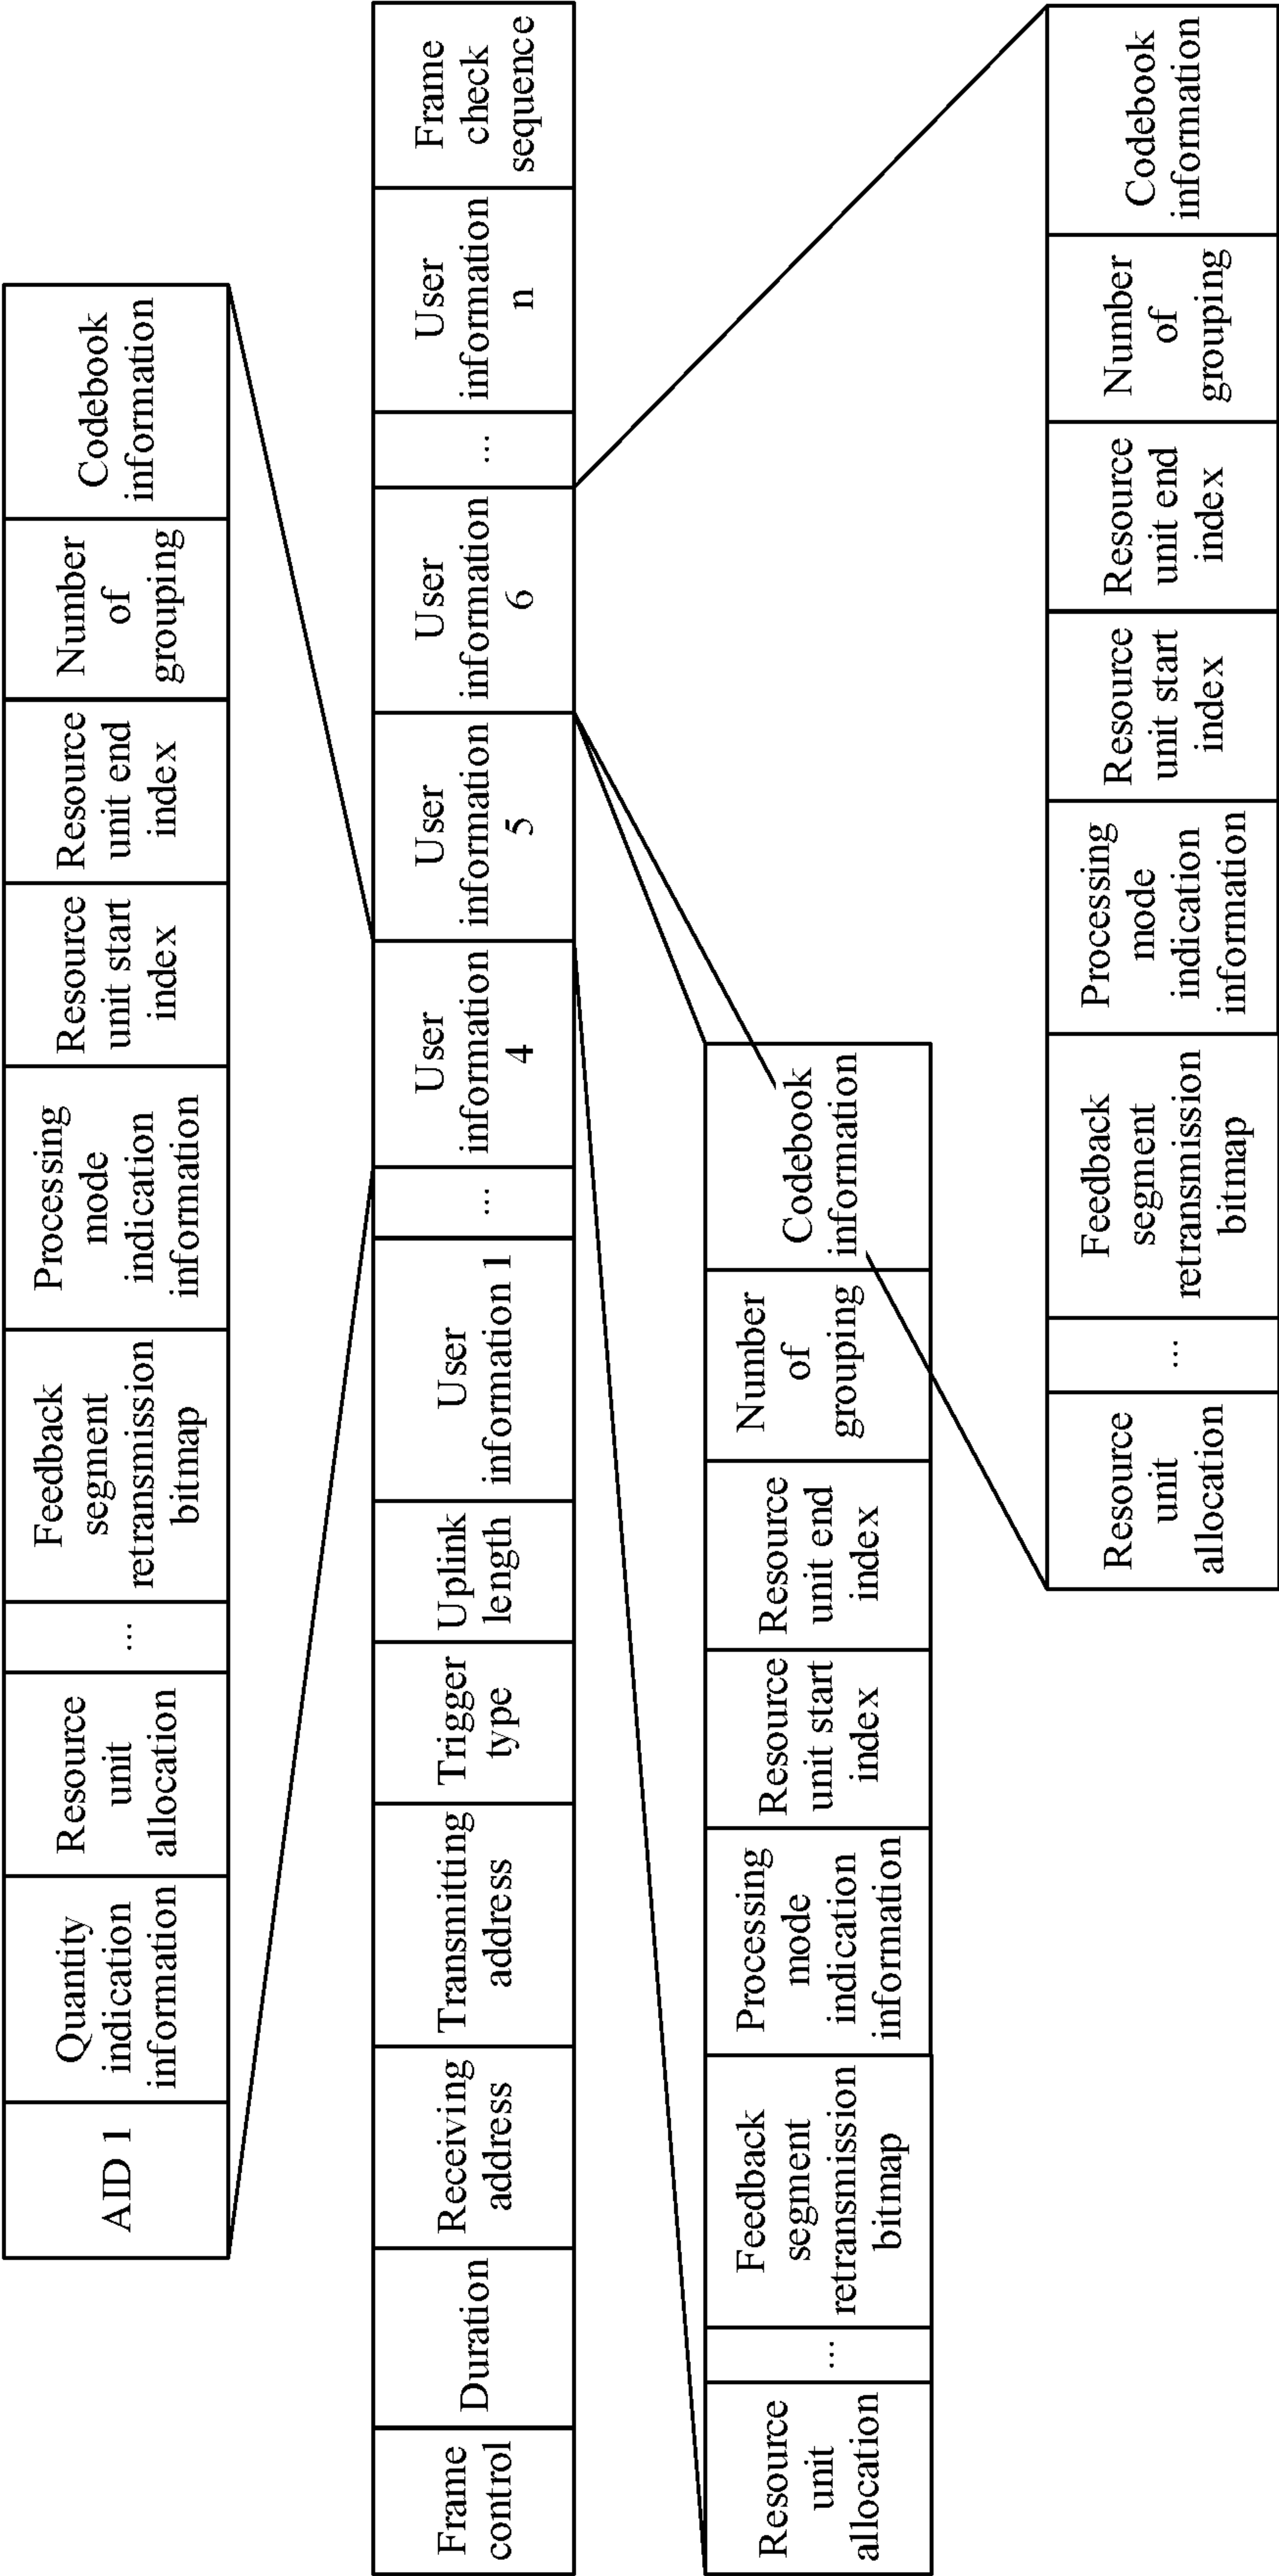 AID 1
Quantity
indication
information
Resource
unit
allocation
...
Feedback
segment
retransmission
bitmap
Processing
mode
indication
information
Resource
unit start
index
Resource
unit end
index
Number
of
grouping
Codebook
information
Frame
control
Duration
Receiving
address
Transmitting
address
Trigger
type
Uplink
length
User
information 1
...
User
information
4
User
information
5
User
information
6
...
User
information
n
Frame
check
sequence
Resource
unit
allocation
...
Feedback
segment
retransmission
bitmap
Processing
mode
indication
information
Resource
unit start
index
Resource
unit end
index
Number
of
grouping
Codebook
information
Resource
unit
allocation
...
Feedback
segment
retransmission
bitmap
Processing
mode
indication
information
Resource
unit start
index
Resource
unit end
index
Number
of
grouping
Codebook
information